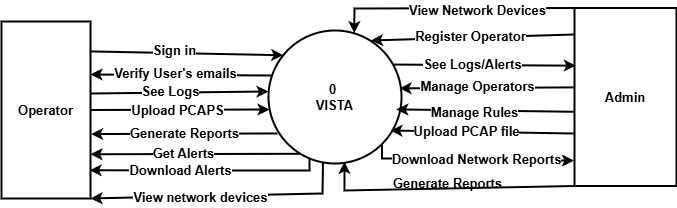 View Network Devices
Register Operator
Sign in
See Logs/Alerts
Verify User's emails
0
VISTA
See Logs
Manage Operators
Operator
Admin
Upload PCAPS
Manage Rules
Generate Reports
Upload PCAP file
Get Alerts
Download Network Reports
Download Alerts
Generate Reports
View network devices